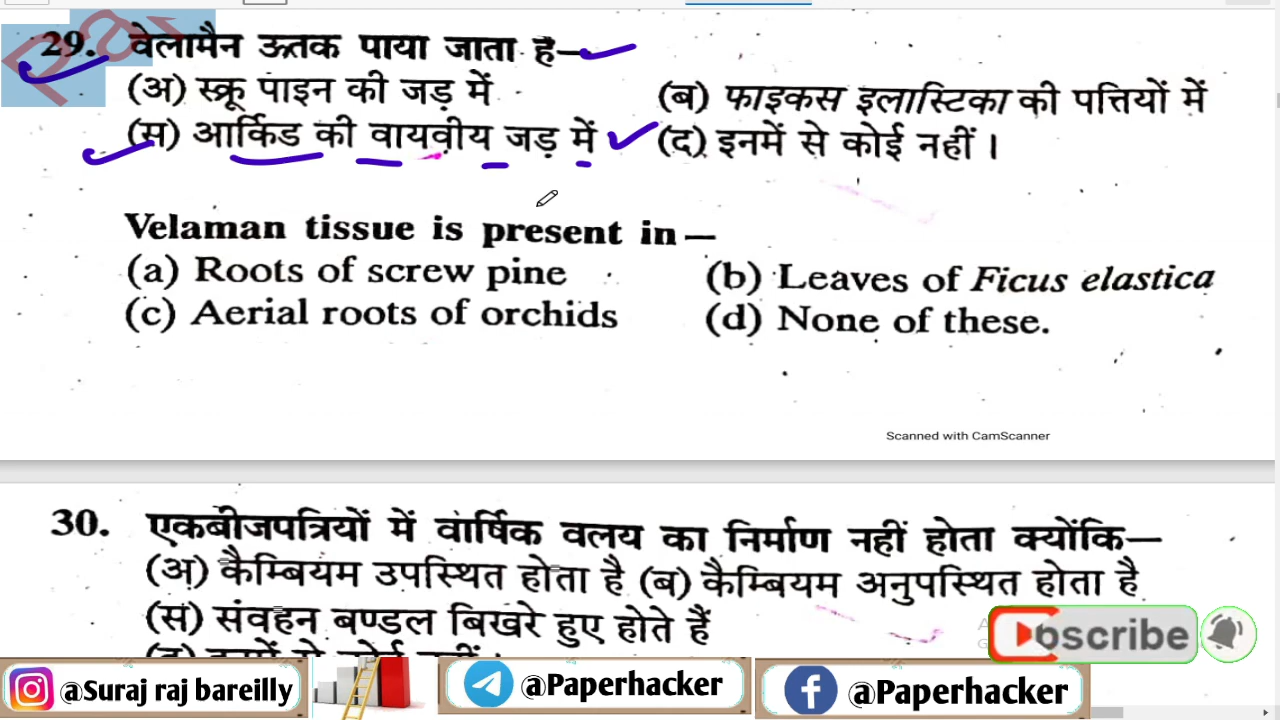 29. वेलामैन ऊतक पाया जाता है—
(अ) स्क्रू पाइन की जड़ में (ब) फाइकस इलास्टिका की पत्तियों में
(स) आर्किड की वायवीय जड़ में (द) इनमें से कोई नहीं।
Velaman tissue is present in—
(a) Roots of screw pine (b) Leaves of Ficus elastica
(c) Aerial roots of orchids (d) None of these.
Scanned with CamScanner
30. एकबीजपत्रियों में वार्षिक वलय का निर्माण नहीं होता क्योंकि—
(अ) कैम्बियम उपस्थित होता है (ब) कैम्बियम अनुपस्थित होता है
(स) संवहन बण्डल बिखरे हुए होते हैं
bscribe
@Suraj raj bareilly @Paperhacker @Paperhacker